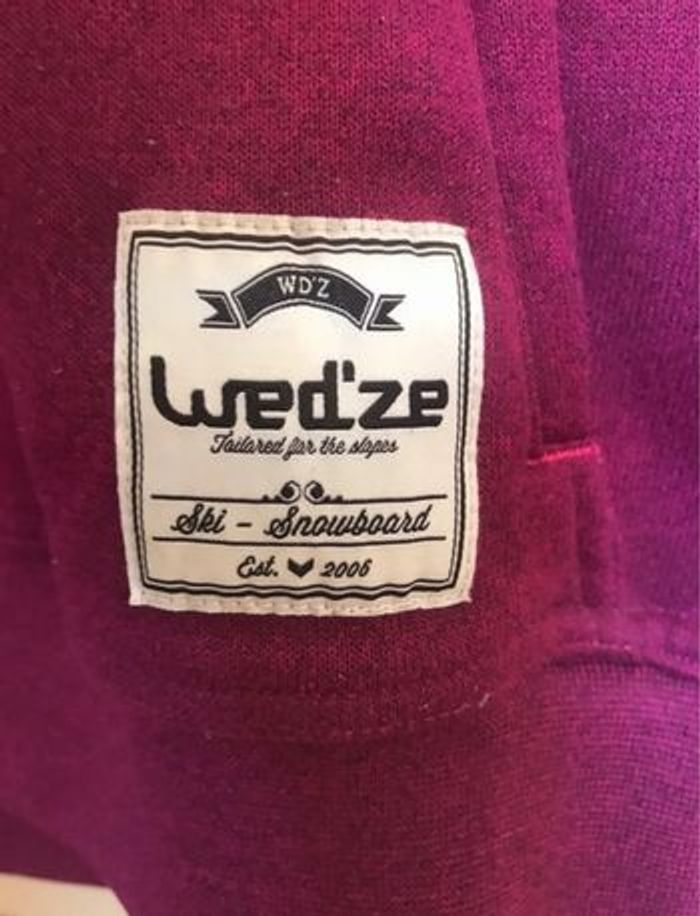 WD'Z
Wed'ze
Tailored for the slopes
Ski - Snowboard
Est. 2006